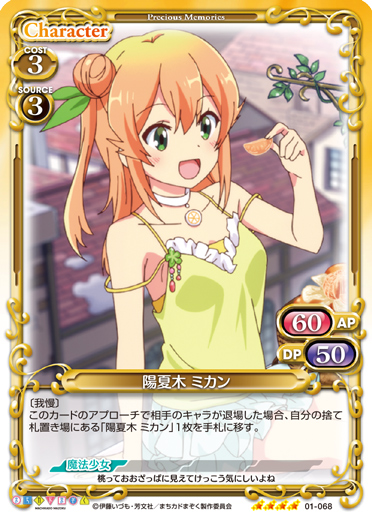 Precious Memories
Character
COST
3
SOURCE
3
60 AP
DP 50
陽夏木 ミカン
［我慢］
このカードのアプローチで相手のキャラが退場した場合、自分の捨て
札置き場にある「陽夏木 ミカン」1枚を手札に移す。
魔法少女
桃っておおざっぱに見えてけっこう気にしいよね
©伊藤いづも・芳文社／まちカドまぞく製作委員会
01-068